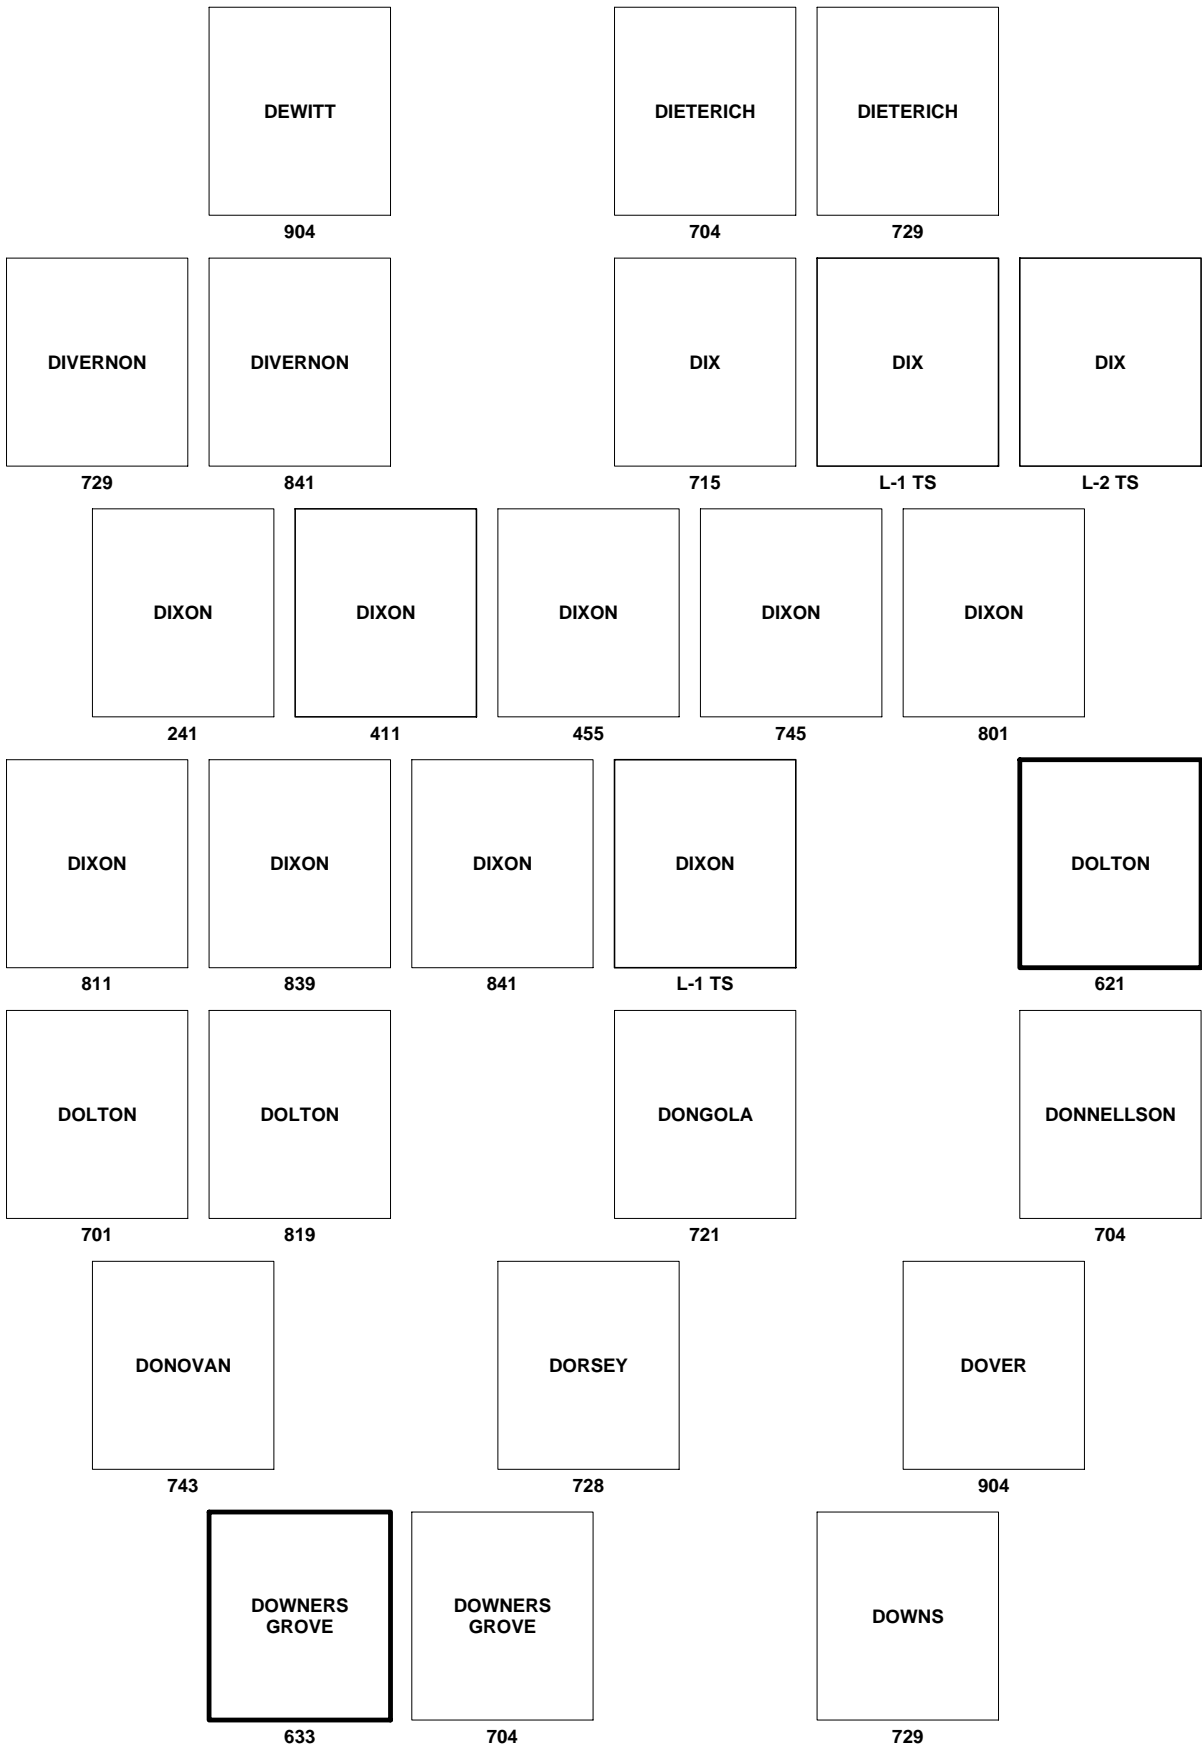 DEWITT
DIETERICH
DIETERICH
904
704
729
DIVERNON
DIVERNON
DIX
DIX
DIX
729
841
715
L-1 TS
L-2 TS
DIXON
DIXON
DIXON
DIXON
DIXON
241
411
455
745
801
DIXON
DIXON
DIXON
DIXON
DOLTON
811
839
841
L-1 TS
621
DOLTON
DOLTON
DONGOLA
DONNELLSON
701
819
721
704
DONOVAN
DORSEY
DOVER
743
728
904
DOWNERS
GROVE
DOWNERS
GROVE
DOWNS
633
704
729